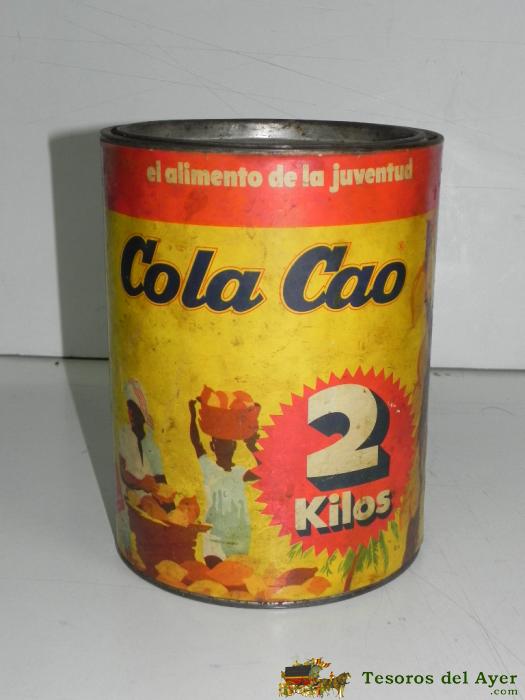 el alimento de la juventud
Cola Cao
2
Kilos
Tesoros del Ayer
.com